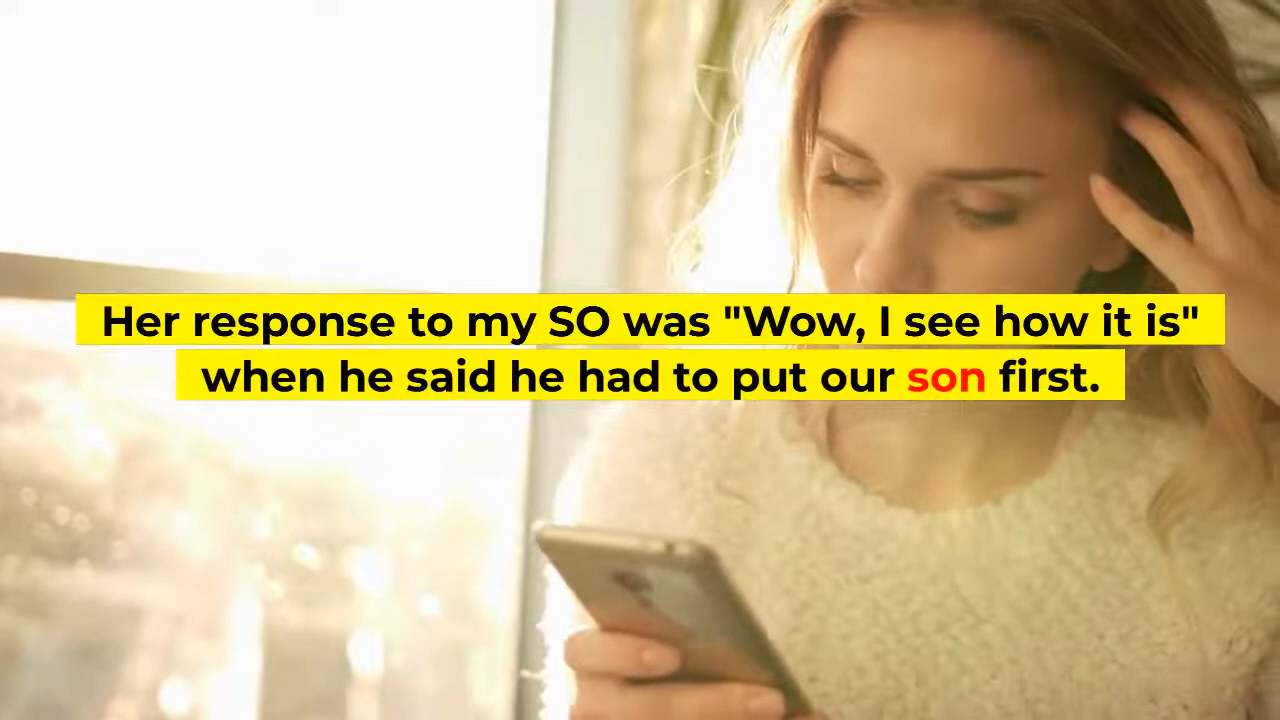 Her response to my SO was "Wow, I see how it is"
when he said he had to put our son first.